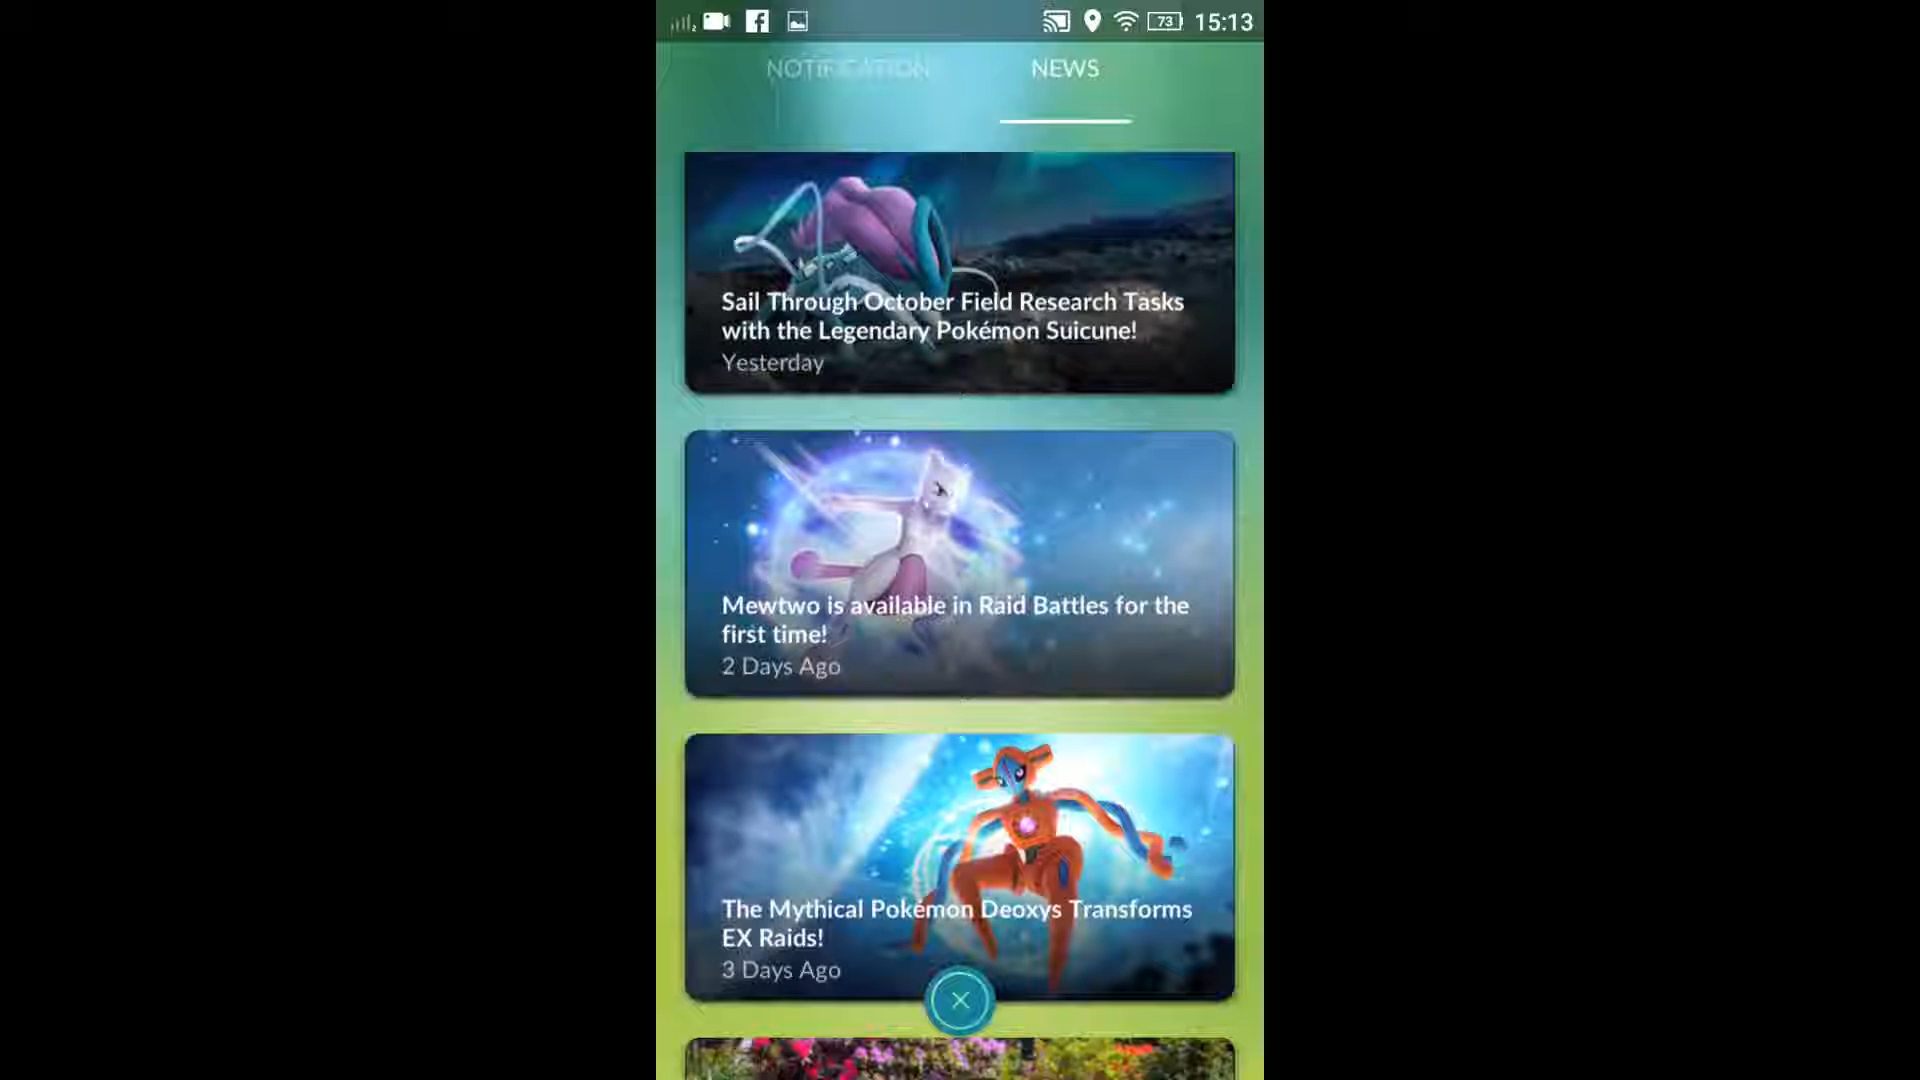 73 15:13
NOTIFICATION NEWS
Sail Through October Field Research Tasks
with the Legendary Pokémon Suicune!
Yesterday
Mewtwo is available in Raid Battles for the
first time!
2 Days Ago
The Mythical Pokémon Deoxys Transforms
EX Raids!
3 Days Ago